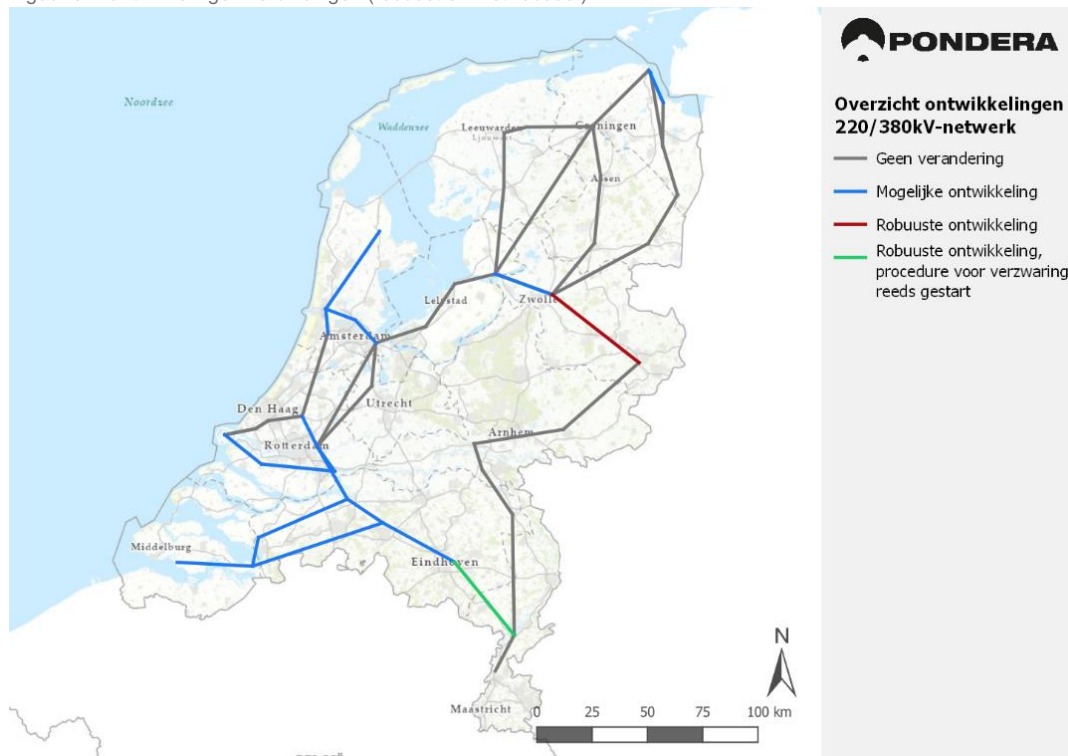 PONDERA
Overzicht ontwikkelingen
220/380kV-netwerk
Geen verandering
Mogelijke ontwikkeling
Robuuste ontwikkeling
Robuuste ontwikkeling,
procedure voor verzwaring
reeds gestart
Noordzee
Waddenzee
Leeuwarden
Groningen
Assen
Lelystad
Zwolle
Amsterdam
Utrecht
Den Haag
Rotterdam
Arnhem
Middelburg
Eindhoven
Maastricht
N
0 25 50 75 100 km